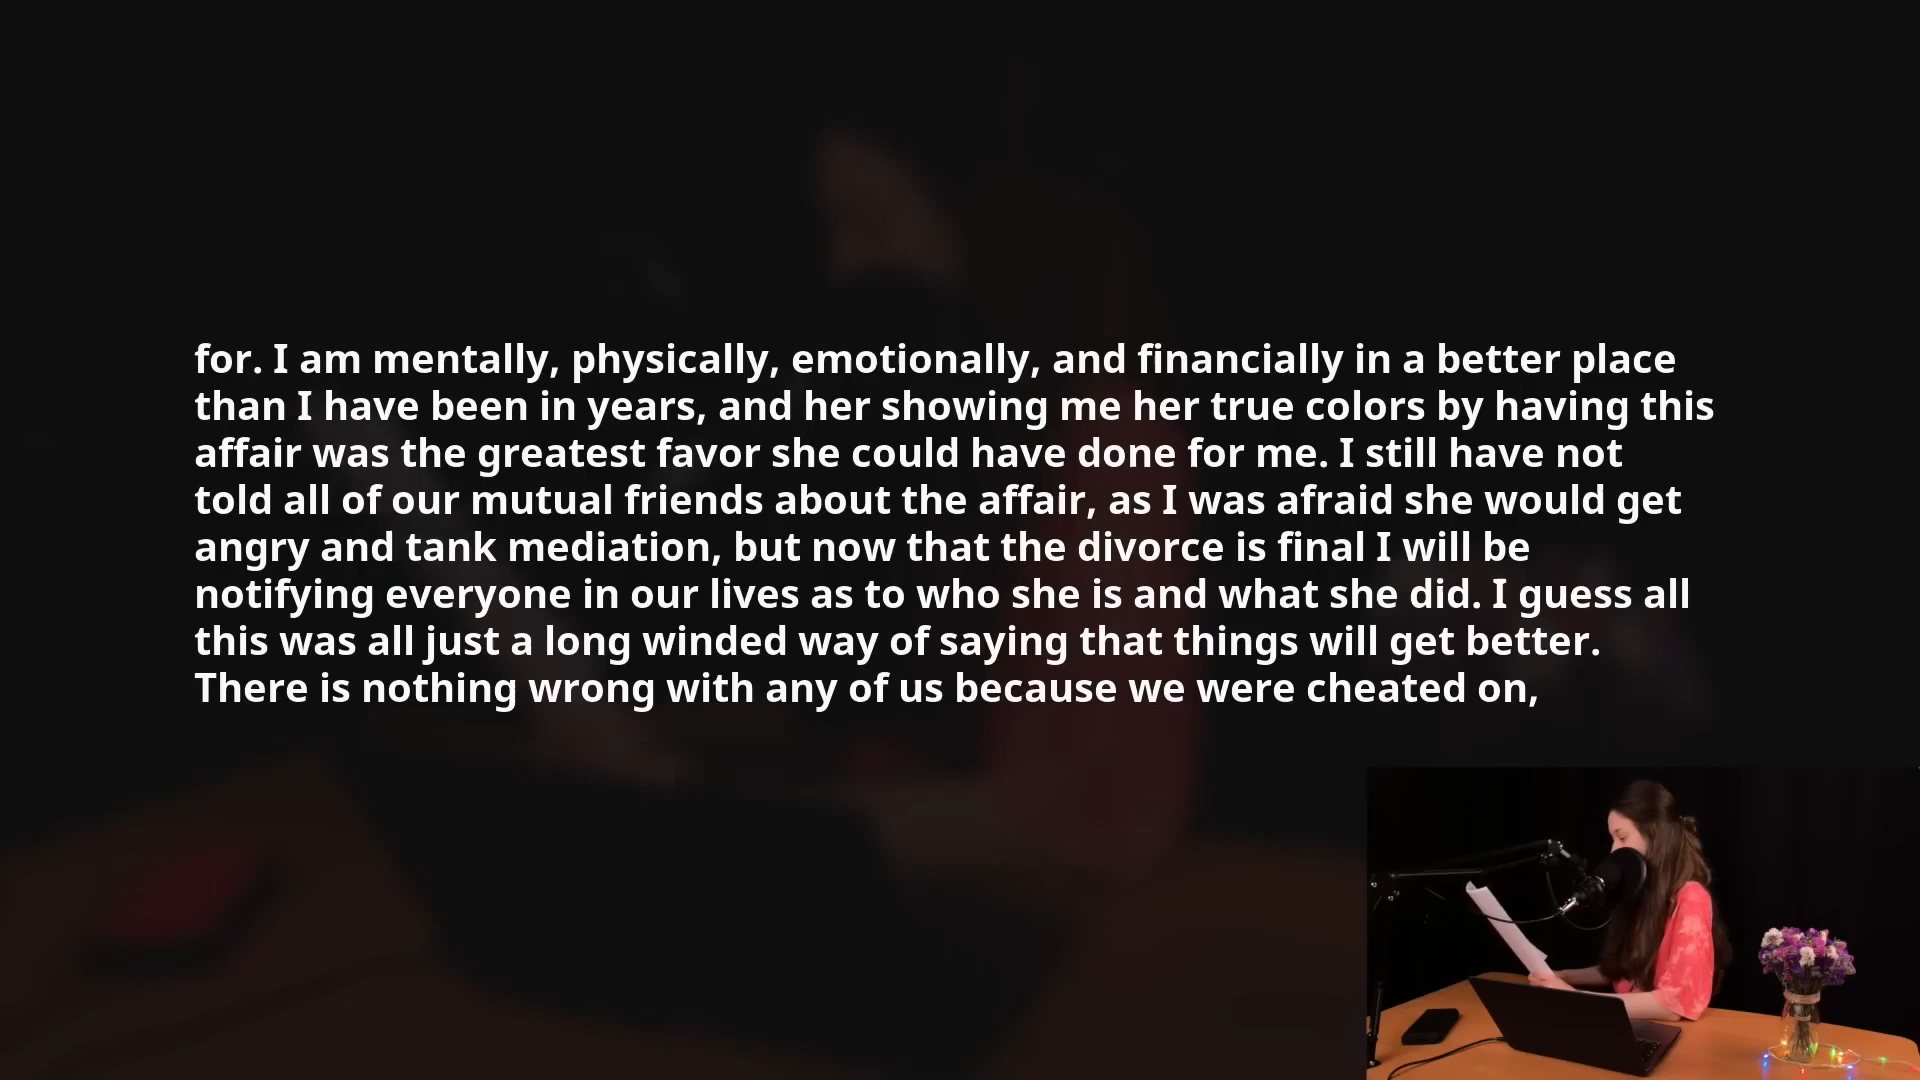 for. I am mentally, physically, emotionally, and financially in a better place
than I have been in years, and her showing me her true colors by having this
affair was the greatest favor she could have done for me. I still have not
told all of our mutual friends about the affair, as I was afraid she would get
angry and tank mediation, but now that the divorce is final I will be
notifying everyone in our lives as to who she is and what she did. I guess all
this was all just a long winded way of saying that things will get better.
There is nothing wrong with any of us because we were cheated on,